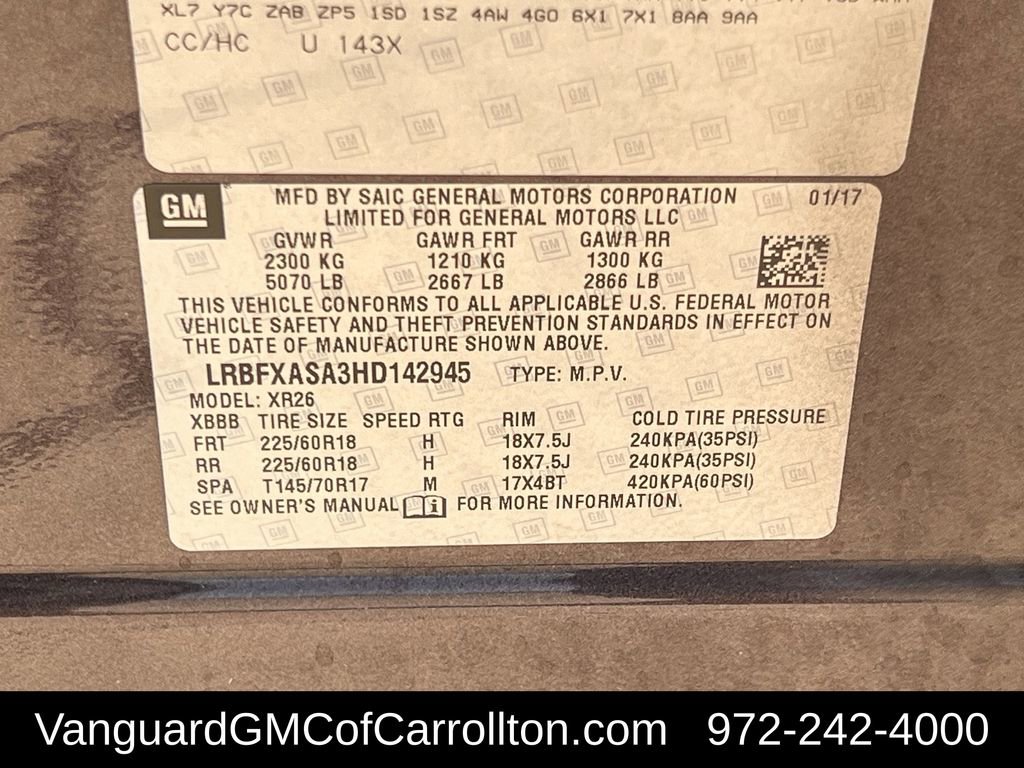 XL7 Y7C ZAB ZP5 1SD 1SZ 4AW 4G0 6X1 7X1 8AA 9AA
CC/HC U 143X
GM
MFD BY SAIC GENERAL MOTORS CORPORATION 01/17
LIMITED FOR GENERAL MOTORS LLC
GVWR GAWR FRT GAWR RR
2300 KG 1210 KG 1300 KG
5070 LB 2667 LB 2866 LB
THIS VEHICLE CONFORMS TO ALL APPLICABLE U.S. FEDERAL MOTOR
VEHICLE SAFETY AND THEFT PREVENTION STANDARDS IN EFFECT ON
THE DATE OF MANUFACTURE SHOWN ABOVE.
LRBFXASA3HD142945 TYPE: M.P.V.
MODEL: XR26
XBBB TIRE SIZE SPEED RTG RIM COLD TIRE PRESSURE
FRT 225/60R18 H 18X7.5J 240KPA(35PSI)
RR 225/60R18 H 18X7.5J 240KPA(35PSI)
SPA T145/70R17 M 17X4BT 420KPA(60PSI)
SEE OWNER'S MANUAL FOR MORE INFORMATION.
VanguardGMCofCarrollton.com 972-242-4000